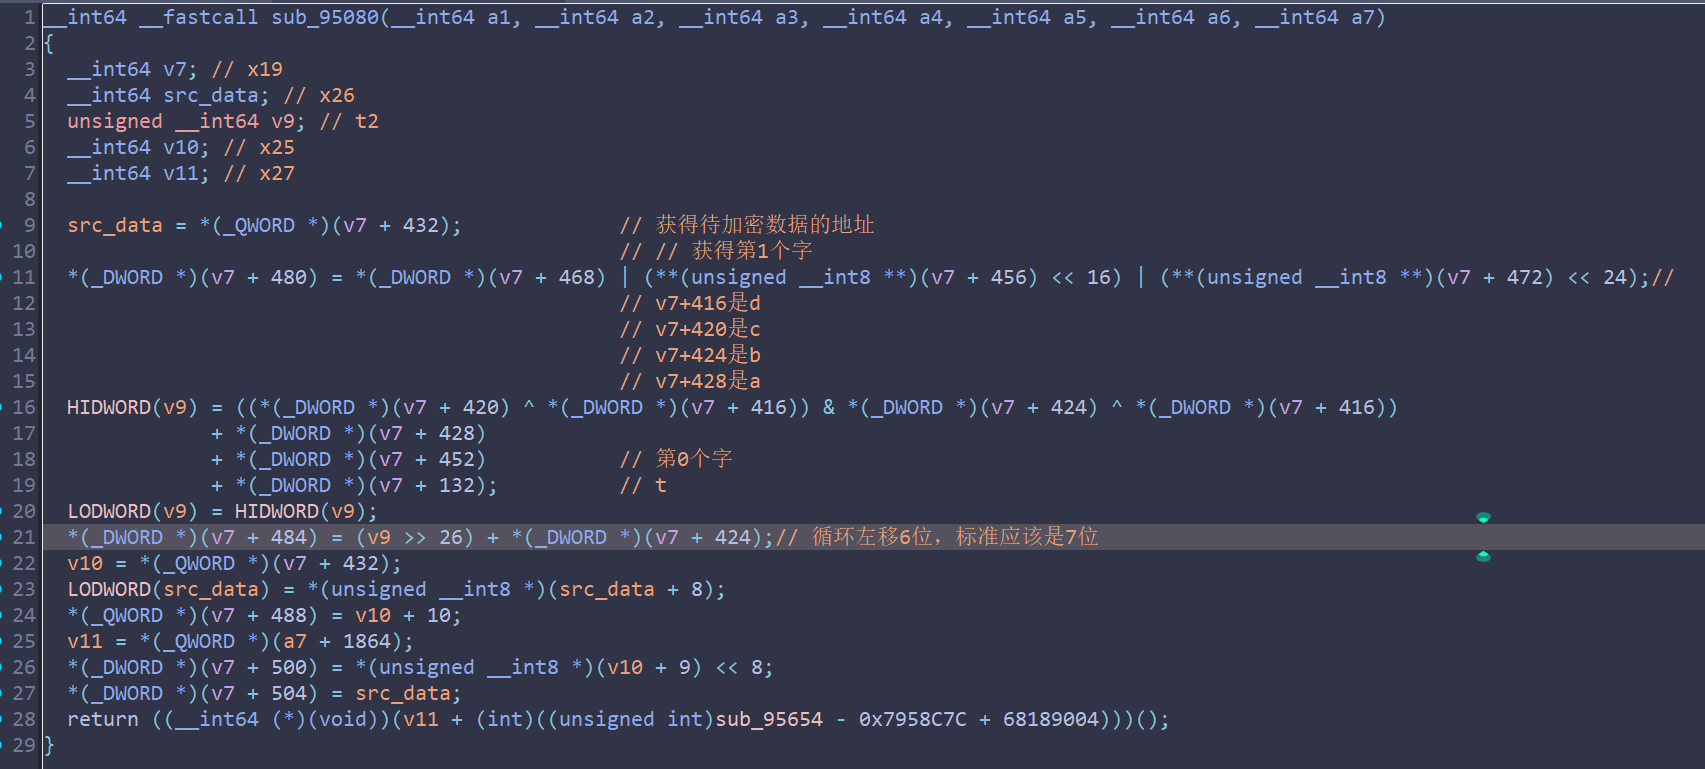 1 __int64 __fastcall sub_95080(__int64 a1, __int64 a2, __int64 a3, __int64 a4, __int64 a5, __int64 a6, __int64 a7)
2 {
3 __int64 v7; // x19
4 __int64 src_data; // x26
5 unsigned __int64 v9; // t2
6 __int64 v10; // x25
7 __int64 v11; // x27
8
9 src_data = *(_QWORD *)(v7 + 432); // 获得待加密数据的地址
10 // // 获得第1个字
11 *(_DWORD *)(v7 + 480) = *(_DWORD *)(v7 + 468) | (**(unsigned __int8 **)(v7 + 456) << 16) | (**(unsigned __int8 **)(v7 + 472) << 24);//
12 // v7+416是d
13 // v7+420是c
14 // v7+424是b
15 // v7+428是a
16 HIDWORD(v9) = ((*(_DWORD *)(v7 + 420) ^ *(_DWORD *)(v7 + 416)) & *(_DWORD *)(v7 + 424) ^ *(_DWORD *)(v7 + 416))
17 + *(_DWORD *)(v7 + 428)
18 + *(_DWORD *)(v7 + 452) // 第0个字
19 + *(_DWORD *)(v7 + 132); // t
20 LODWORD(v9) = HIDWORD(v9);
21 *(_DWORD *)(v7 + 484) = (v9 >> 26) + *(_DWORD *)(v7 + 424);// 循环左移6位，标准应该是7位
22 v10 = *(_QWORD *)(v7 + 432);
23 LODWORD(src_data) = *(unsigned __int8 *)(src_data + 8);
24 *(_QWORD *)(v7 + 488) = v10 + 10;
25 v11 = *(_QWORD *)(a7 + 1864);
26 *(_DWORD *)(v7 + 500) = *(unsigned __int8 *)(v10 + 9) << 8;
27 *(_DWORD *)(v7 + 504) = src_data;
28 return ((__int64 (*)(void))(v11 + (int)((unsigned int)sub_95654 - 0x7958C7C + 68189004)))();
29 }